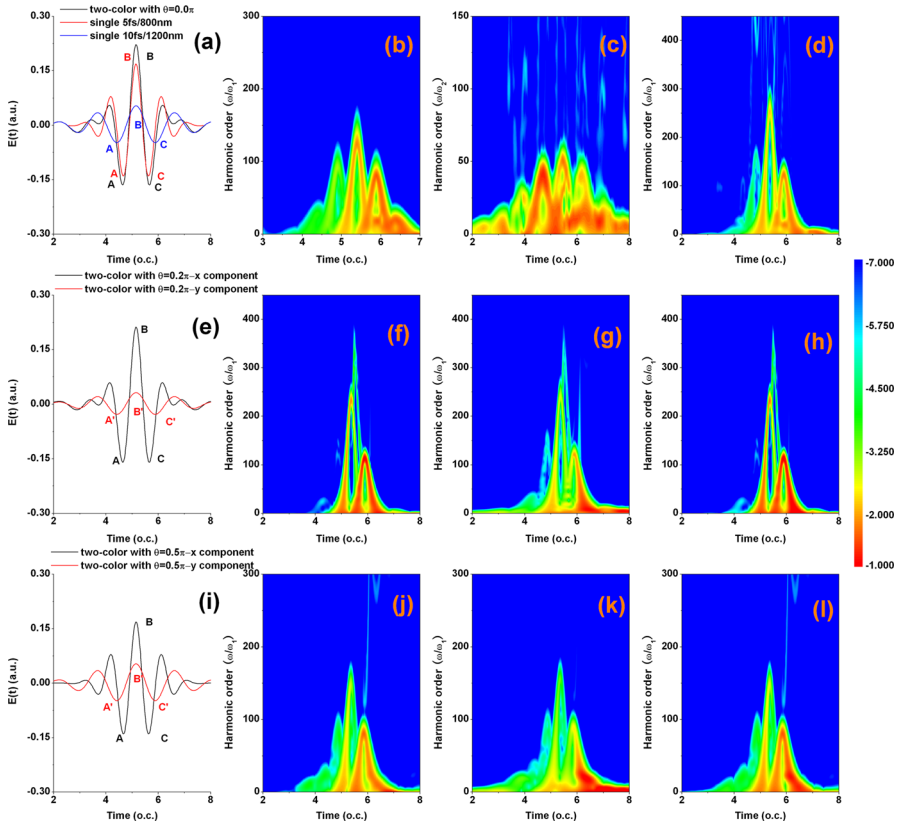 two-color with θ=0.0π
single 5fs/800nm
single 10fs/1200nm
(a)
B B
B
A C
A C
A C
E(t) (a.u.)
0.30
0.15
0.00
-0.15
-0.30
2 4 6 8
Time (o.c.)
(b)
Harmonic order (ω/ω1)
300
200
100
0
3 4 5 6 7
Time (o.c.)
(c)
Harmonic order (ω/ω2)
150
100
50
0
2 4 6 8
Time (o.c.)
(d)
Harmonic order (ω/ω1)
400
300
200
100
0
2 4 6 8
Time (o.c.)
two-color with θ=0.2π−x component
two-color with θ=0.2π−y component
(e)
B
A' B' C'
A C
E(t) (a.u.)
0.30
0.15
0.00
-0.15
-0.30
2 4 6 8
Time (o.c.)
(f)
Harmonic order (ω/ω1)
400
300
200
100
0
2 4 6 8
Time (o.c.)
(g)
Harmonic order (ω/ω1)
400
300
200
100
0
2 4 6 8
Time (o.c.)
(h)
Harmonic order (ω/ω1)
400
300
200
100
0
2 4 6 8
Time (o.c.)
-7.000
-5.750
-4.500
-3.250
-2.000
-1.000
two-color with θ=0.5π−x component
two-color with θ=0.5π−y component
(i)
B
B'
A' C'
A C
E(t) (a.u.)
0.30
0.15
0.00
-0.15
-0.30
2 4 6 8
Time (o.c.)
(j)
Harmonic order (ω/ω1)
300
200
100
0
2 4 6 8
Time (o.c.)
(k)
Harmonic order (ω/ω1)
300
200
100
0
2 4 6 8
Time (o.c.)
(l)
Harmonic order (ω/ω1)
300
200
100
0
2 4 6 8
Time (o.c.)